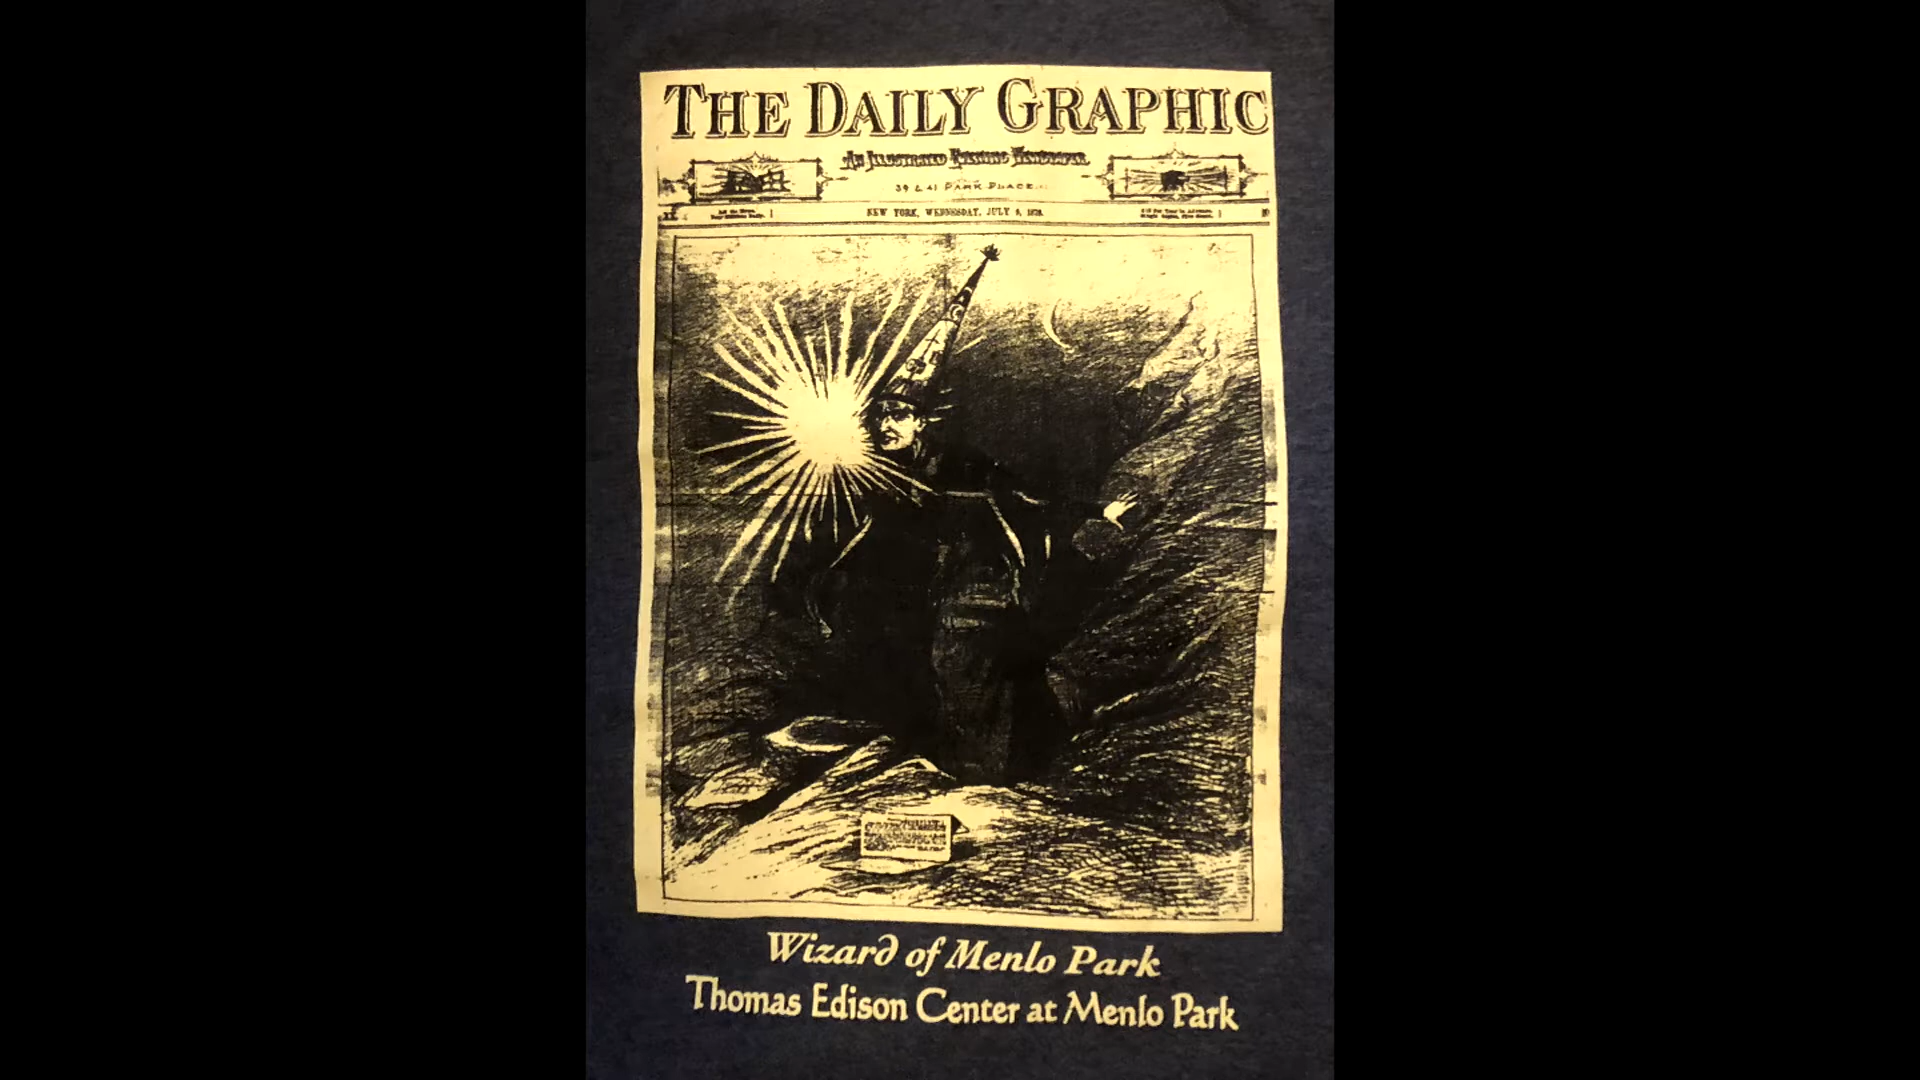 THE DAILY GRAPHIC
AN ILLUSTRATED EVENING NEWSPAPER.
39 & 41 PARK PLACE.
NEW YORK, WEDNESDAY, JULY 9, 1879.
Wizard of Menlo Park
Thomas Edison Center at Menlo Park